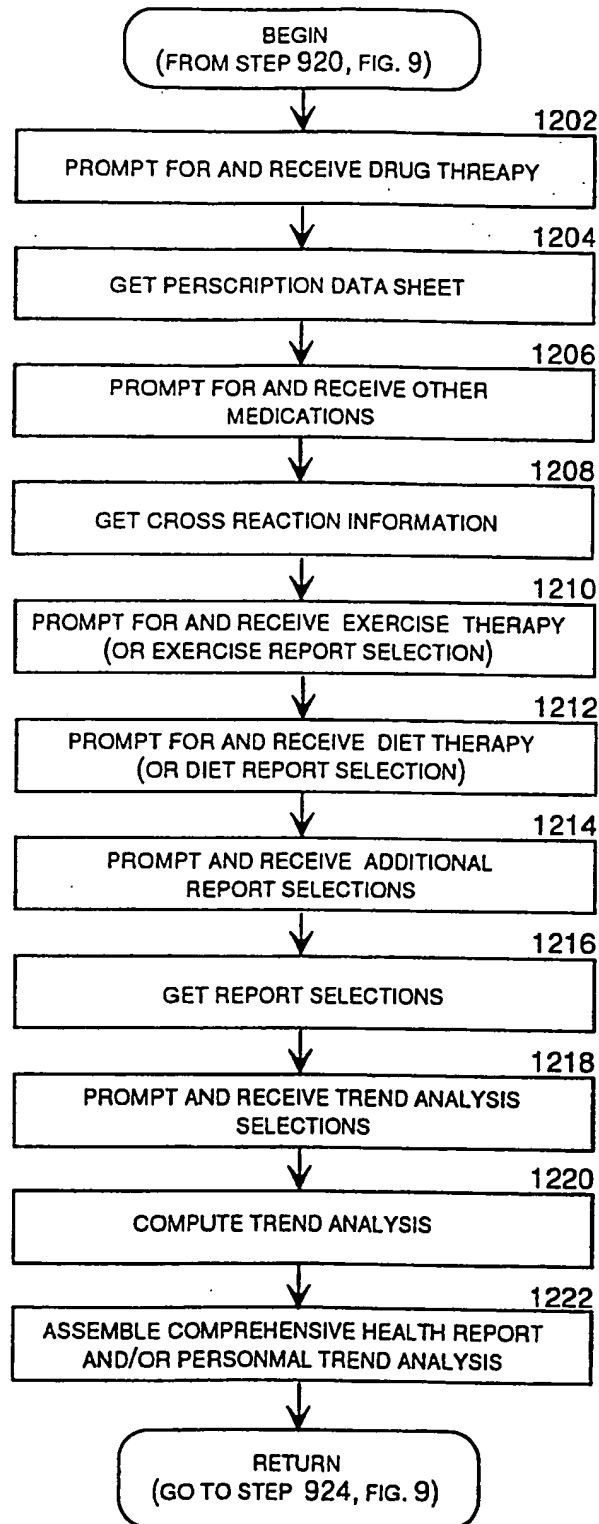 BEGIN
(FROM STEP 920, FIG. 9)
1202
PROMPT FOR AND RECEIVE DRUG THREAPY
1204
GET PERSCRIPTION DATA SHEET
1206
PROMPT FOR AND RECEIVE OTHER
MEDICATIONS
1208
GET CROSS REACTION INFORMATION
1210
PROMPT FOR AND RECEIVE EXERCISE THERAPY
(OR EXERCISE REPORT SELECTION)
1212
PROMPT FOR AND RECEIVE DIET THERAPY
(OR DIET REPORT SELECTION)
1214
PROMPT AND RECEIVE ADDITIONAL
REPORT SELECTIONS
1216
GET REPORT SELECTIONS
1218
PROMPT AND RECEIVE TREND ANALYSIS
SELECTIONS
1220
COMPUTE TREND ANALYSIS
1222
ASSEMBLE COMPREHENSIVE HEALTH REPORT
AND/OR PERSONMAL TREND ANALYSIS
RETURN
(GO TO STEP 924, FIG. 9)